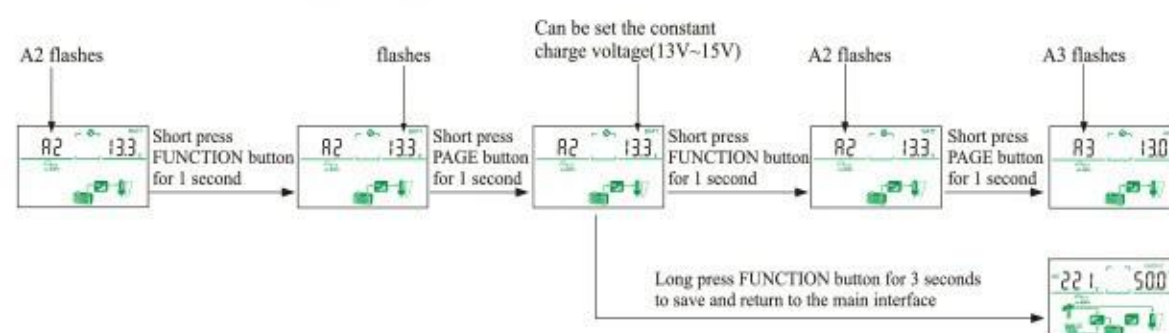 Can be set the constant
charge voltage(13V~15V)
A2 flashes
flashes
A2 flashes
A3 flashes
A2 13.3
Short press
FUNCTION button
for 1 second
A2 13.3
Short press
PAGE button
for 1 second
A2 13.3
Short press
FUNCTION button
for 1 second
A2 13.3
Short press
PAGE button
for 1 second
A3 13.0
Long press FUNCTION button for 3 seconds
to save and return to the main interface
221 50.0